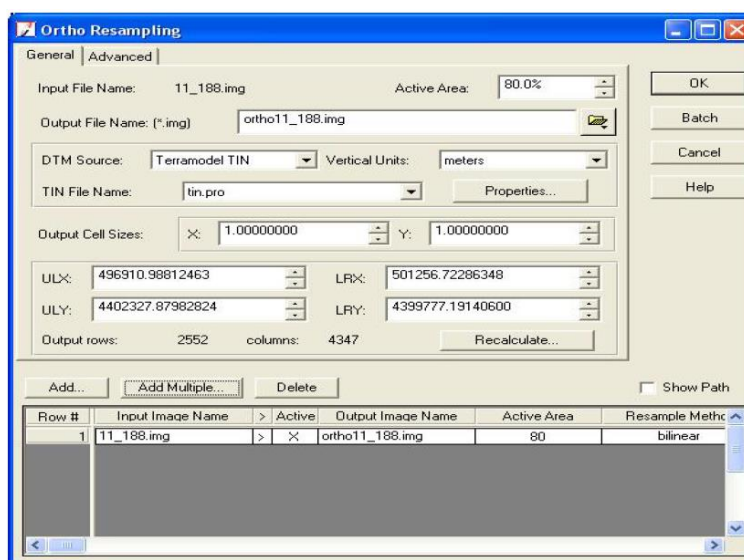 Ortho Resampling
General Advanced
Input File Name: 11_188.img Active Area: 80.0% OK
Output File Name: (*.img) ortho11_188.img Batch
DTM Source: Terramodel TIN Vertical Units: meters Cancel
TIN File Name: tin.pro Properties... Help
Output Cell Sizes: X: 1.00000000 Y: 1.00000000
ULX: 496910.98812463 LRX: 501256.72286348
ULY: 4402327.87982824 LRY: 4399777.19140600
Output rows: 2552 columns: 4347 Recalculate...
Add... Add Multiple... Delete Show Path
Row # Input Image Name > Active Output Image Name Active Area Resample Methc
1 11_188.img > X ortho11_188.img 80 bilinear